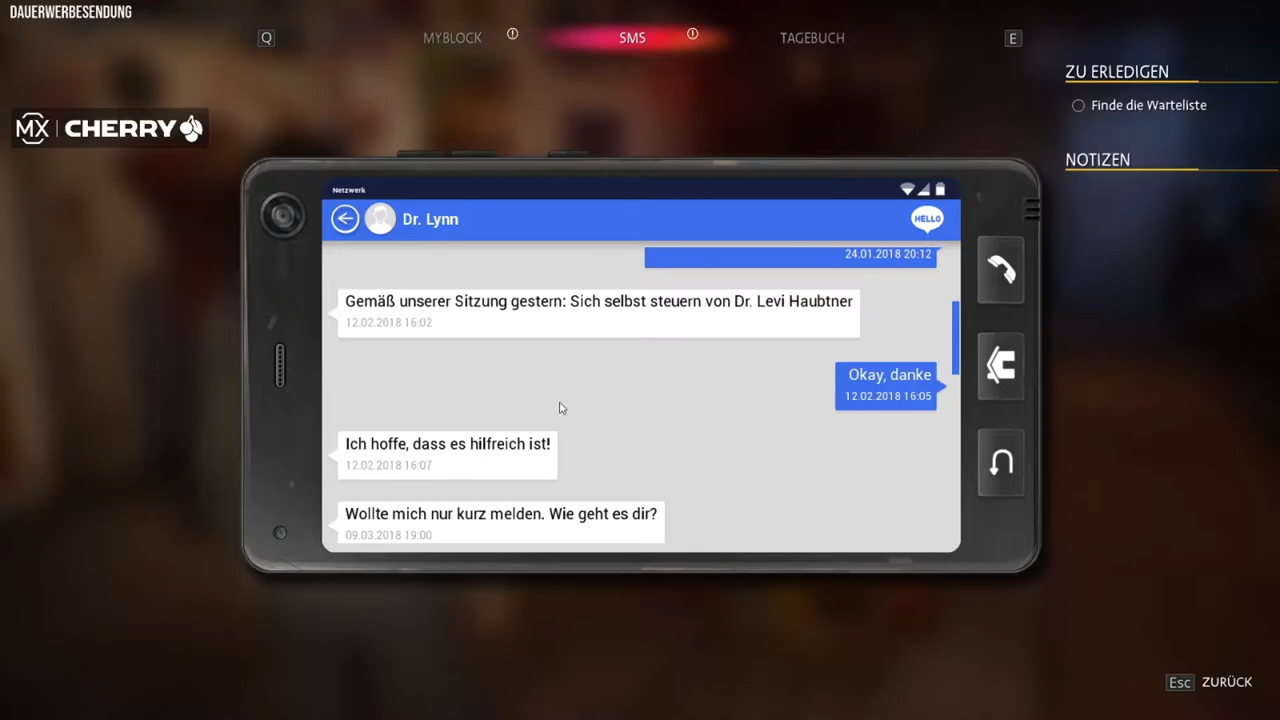 DAUERWERBESENDUNG
Q
MYBLOCK
SMS
TAGEBUCH
E
ZU ERLEDIGEN
Finde die Warteliste
NOTIZEN
MX | CHERRY
Netzwerk
Dr. Lynn
HELLO
24.01.2018 20:12
Gemäß unserer Sitzung gestern: Sich selbst steuern von Dr. Levi Haubtner
12.02.2018 16:02
Okay, danke
12.02.2018 16:05
Ich hoffe, dass es hilfreich ist!
12.02.2018 16:07
Wollte mich nur kurz melden. Wie geht es dir?
09.03.2018 19:00
Esc ZURÜCK